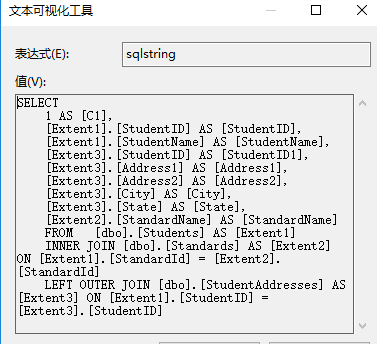 文本可视化工具
表达式(E):
sqlstring
值(V):
SELECT
1 AS [C1],
[Extent1].[StudentID] AS [StudentID],
[Extent1].[StudentName] AS [StudentName],
[Extent3].[StudentID] AS [StudentID1],
[Extent3].[Address1] AS [Address1],
[Extent3].[Address2] AS [Address2],
[Extent3].[City] AS [City],
[Extent3].[State] AS [State],
[Extent2].[StandardName] AS [StandardName]
FROM   [dbo].[Students] AS [Extent1]
INNER JOIN [dbo].[Standards] AS [Extent2]
ON [Extent1].[StandardId] = [Extent2].
[StandardId]
LEFT OUTER JOIN [dbo].[StudentAddresses] AS
[Extent3] ON [Extent1].[StudentID] =
[Extent3].[StudentID]